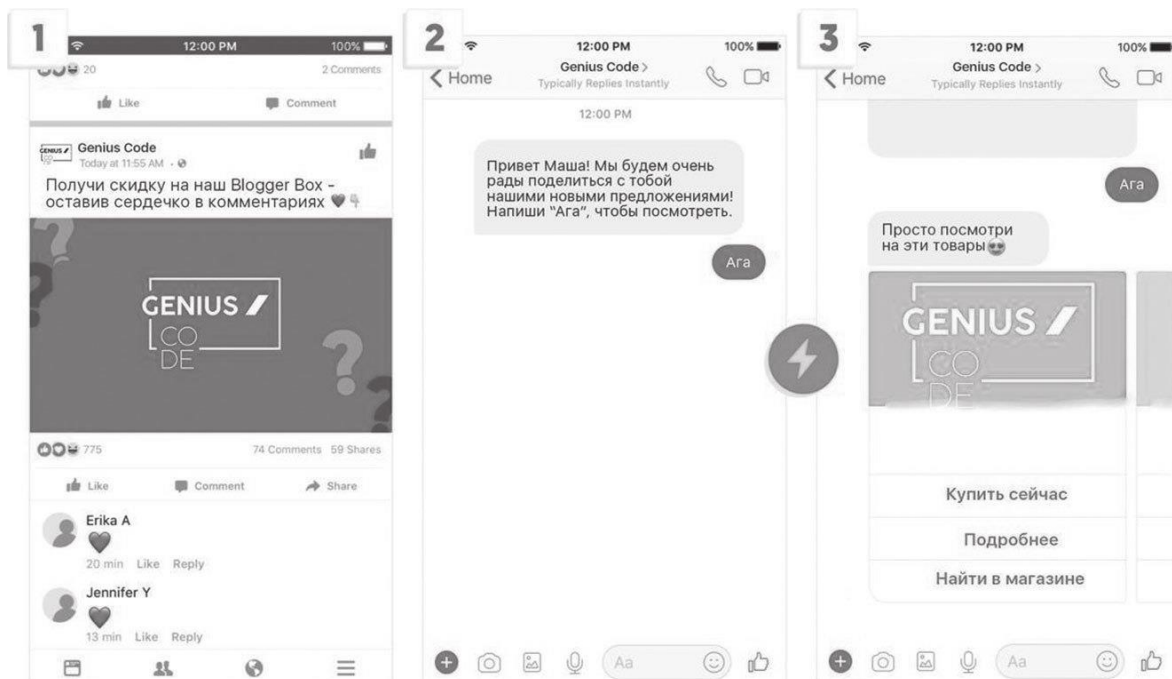 1
12:00 PM
100%
20
2 Comments
Like
Comment
GENIUS
Genius Code
Today at 11:55 AM
Получи скидку на наш Blogger Box -
оставив сердечко в комментариях
GENIUS
CO
DE
775
74 Comments 59 Shares
Like
Comment
Share
Erika A
20 min Like Reply
Jennifer Y
13 min Like Reply
2
12:00 PM
100%
Home
Genius Code >
Typically Replies Instantly
12:00 PM
Привет Маша! Мы будем очень
рады поделиться с тобой
нашими новыми предложениями!
Напиши “Ага”, чтобы посмотреть.
Ага
Aa
3
12:00 PM
100%
Home
Genius Code >
Typically Replies Instantly
Ага
Просто посмотри
на эти товары
GENIUS
CO
DE
Купить сейчас
Подробнее
Найти в магазине
Aa